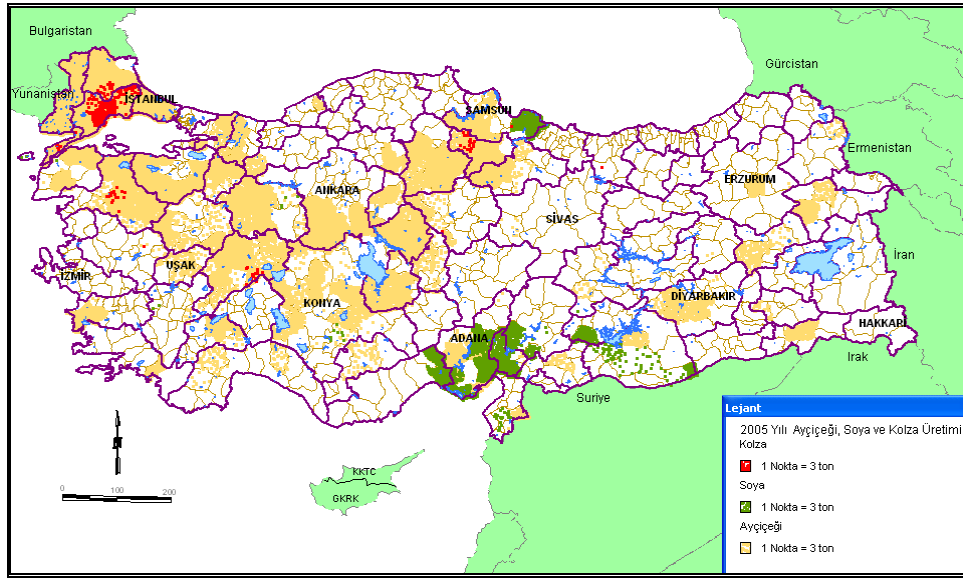 Bulgaristan
Gürcistan
Yunanistan
İSTANBUL
SAMSUN
Ermenistan
ANKARA
ERZURUM
SİVAS
İran
UŞAK
İZMİR
KONYA
DİYARBAKIR
HAKKARİ
ADANA
Irak
Suriye
KKTC
GKRK
0 100 200
Lejant
2005 Yılı Ayçiçeği, Soya ve Kolza Üretimi
Kolza
1 Nokta = 3 ton
Soya
1 Nokta = 3 ton
Ayçiçeği
1 Nokta = 3 ton